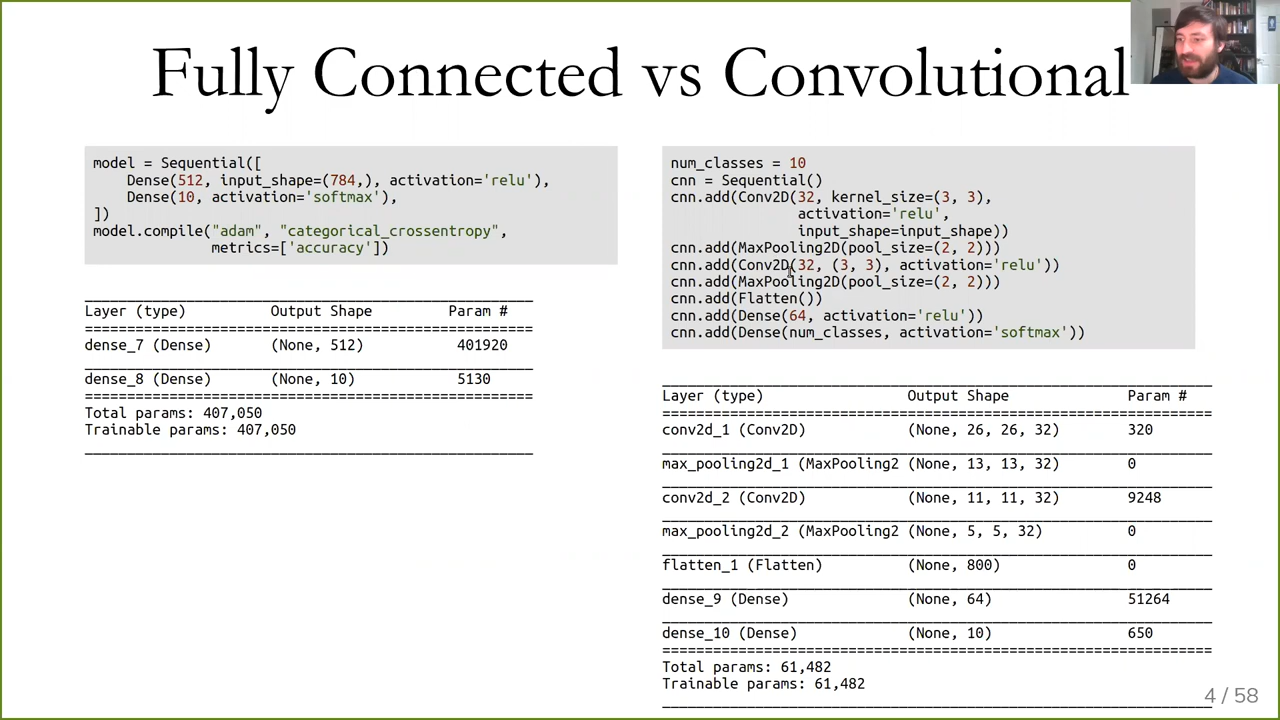 Fully Connected vs Convolutional
model = Sequential([
    Dense(512, input_shape=(784,), activation='relu'),
    Dense(10, activation='softmax'),
])
model.compile("adam", "categorical_crossentropy",
              metrics=['accuracy'])
Layer (type)       Output Shape       Param #
dense_7 (Dense)       (None, 512)       401920
dense_8 (Dense)       (None, 10)       5130
Total params: 407,050
Trainable params: 407,050
num_classes = 10
cnn = Sequential()
cnn.add(Conv2D(32, kernel_size=(3, 3),
               activation='relu',
               input_shape=input_shape))
cnn.add(MaxPooling2D(pool_size=(2, 2)))
cnn.add(Conv2D(32, (3, 3), activation='relu'))
cnn.add(MaxPooling2D(pool_size=(2, 2)))
cnn.add(Flatten())
cnn.add(Dense(64, activation='relu'))
cnn.add(Dense(num_classes, activation='softmax'))
Layer (type)       Output Shape       Param #
conv2d_1 (Conv2D)       (None, 26, 26, 32)       320
max_pooling2d_1 (MaxPooling2 (None, 13, 13, 32)       0
conv2d_2 (Conv2D)       (None, 11, 11, 32)       9248
max_pooling2d_2 (MaxPooling2 (None, 5, 5, 32)       0
flatten_1 (Flatten)       (None, 800)       0
dense_9 (Dense)       (None, 64)       51264
dense_10 (Dense)       (None, 10)       650
Total params: 61,482
Trainable params: 61,482
4 / 58